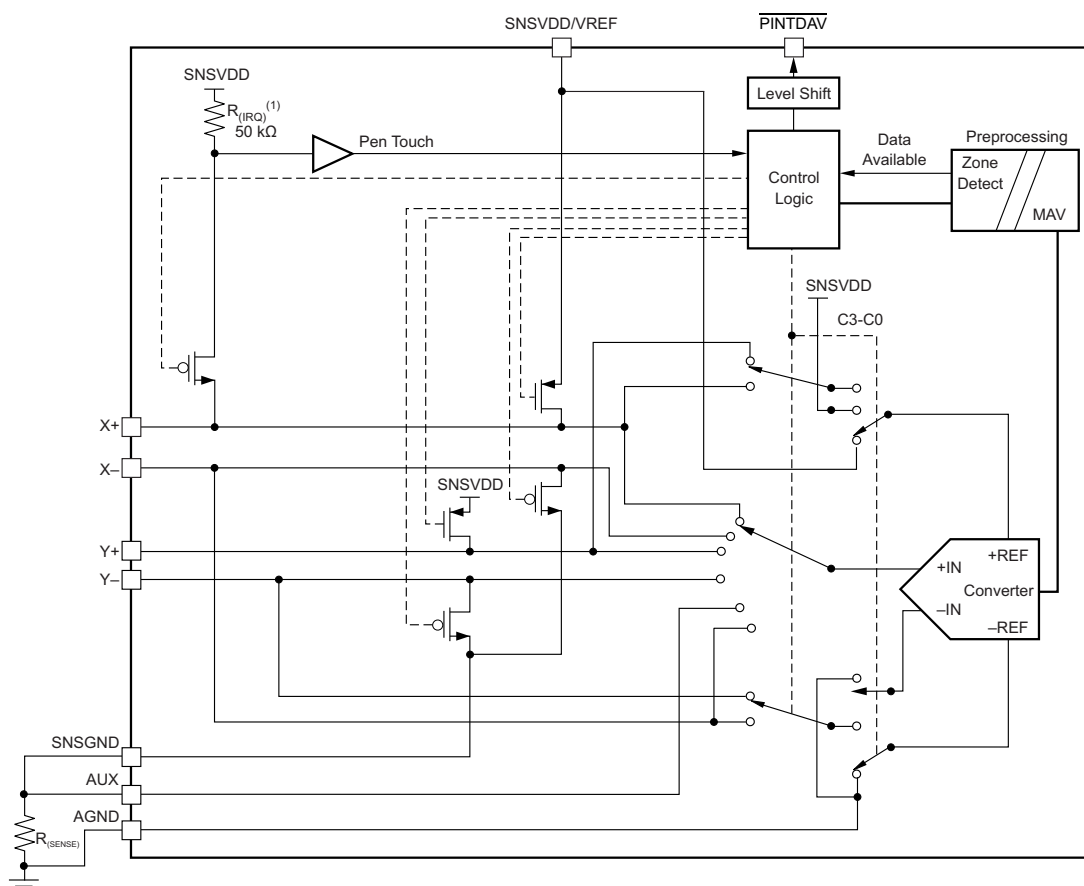 SNSVDD/VREF
PINTDAV
SNSVDD
R(IRQ)(1)
50 kΩ
Level Shift
Pen Touch
Control
Logic
Data
Available
Preprocessing
Zone
Detect
MAV
SNSVDD
C3-C0
X+
X–
SNSVDD
Y+
Y–
+REF
+IN
Converter
–IN
–REF
SNSGND
AUX
AGND
R(SENSE)